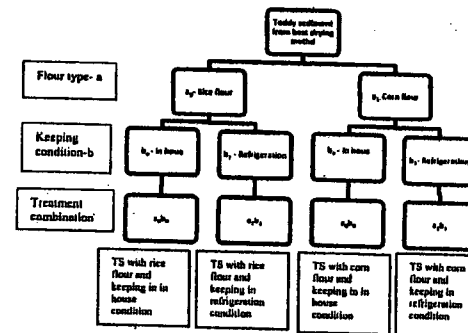 Toddy sediment
from best drying
method
Flour type- a
a₀- Rice flour
a₁ Corn flour
Keeping
condition-b
b₀ - In house
b₁ - Refrigeration
b₀ - In house
b₁ - Refrigeration
Treatment
combination
a₀b₀
a₁b₁
TS with rice
flour and
keeping in in
house
condition
TS with rice
flour and
keeping in
refrigeration
condition
TS with corn
flour and
keeping in in
house
condition
TS with corn
flour and
keeping in
refrigeration
condition